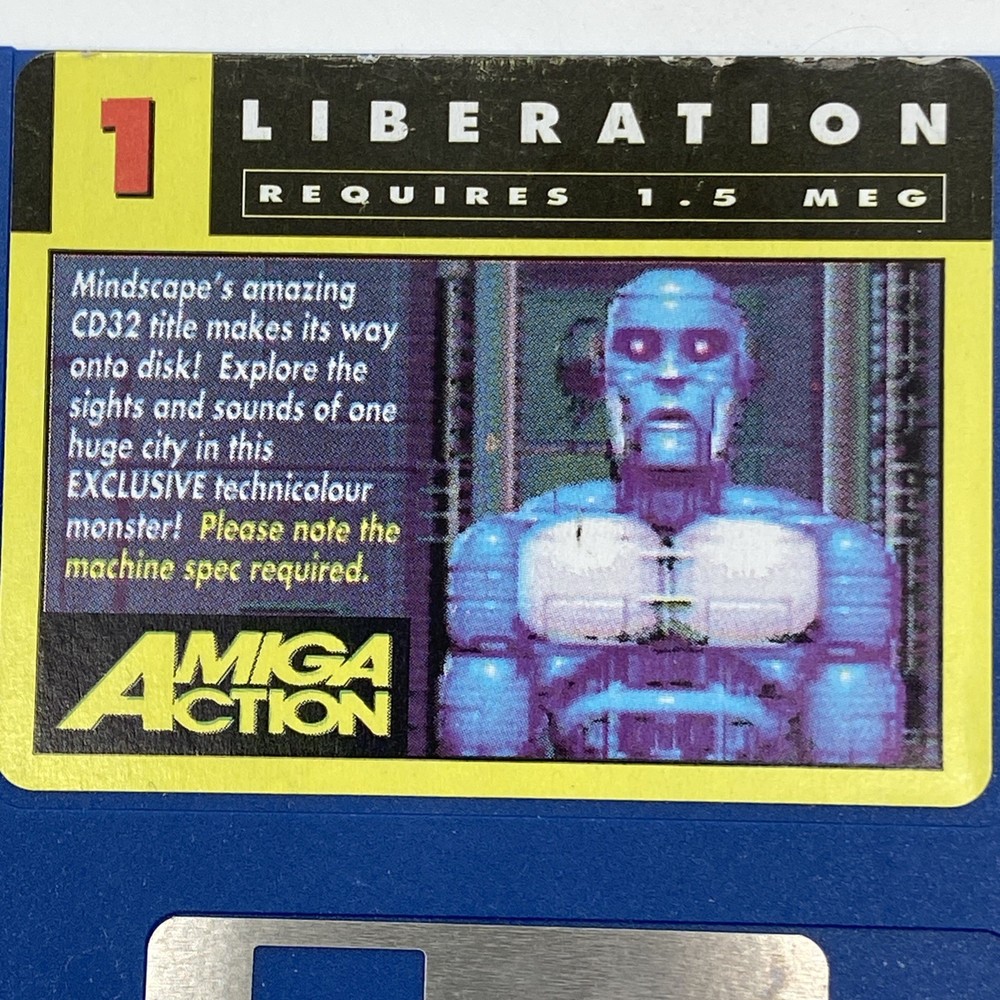 1
LIBERATION
REQUIRES 1.5 MEG
Mindscape's amazing
CD32 title makes its way
onto disk! Explore the
sights and sounds of one
huge city in this
EXCLUSIVE technicolour
monster! Please note the
machine spec required.
AMIGA
ACTION